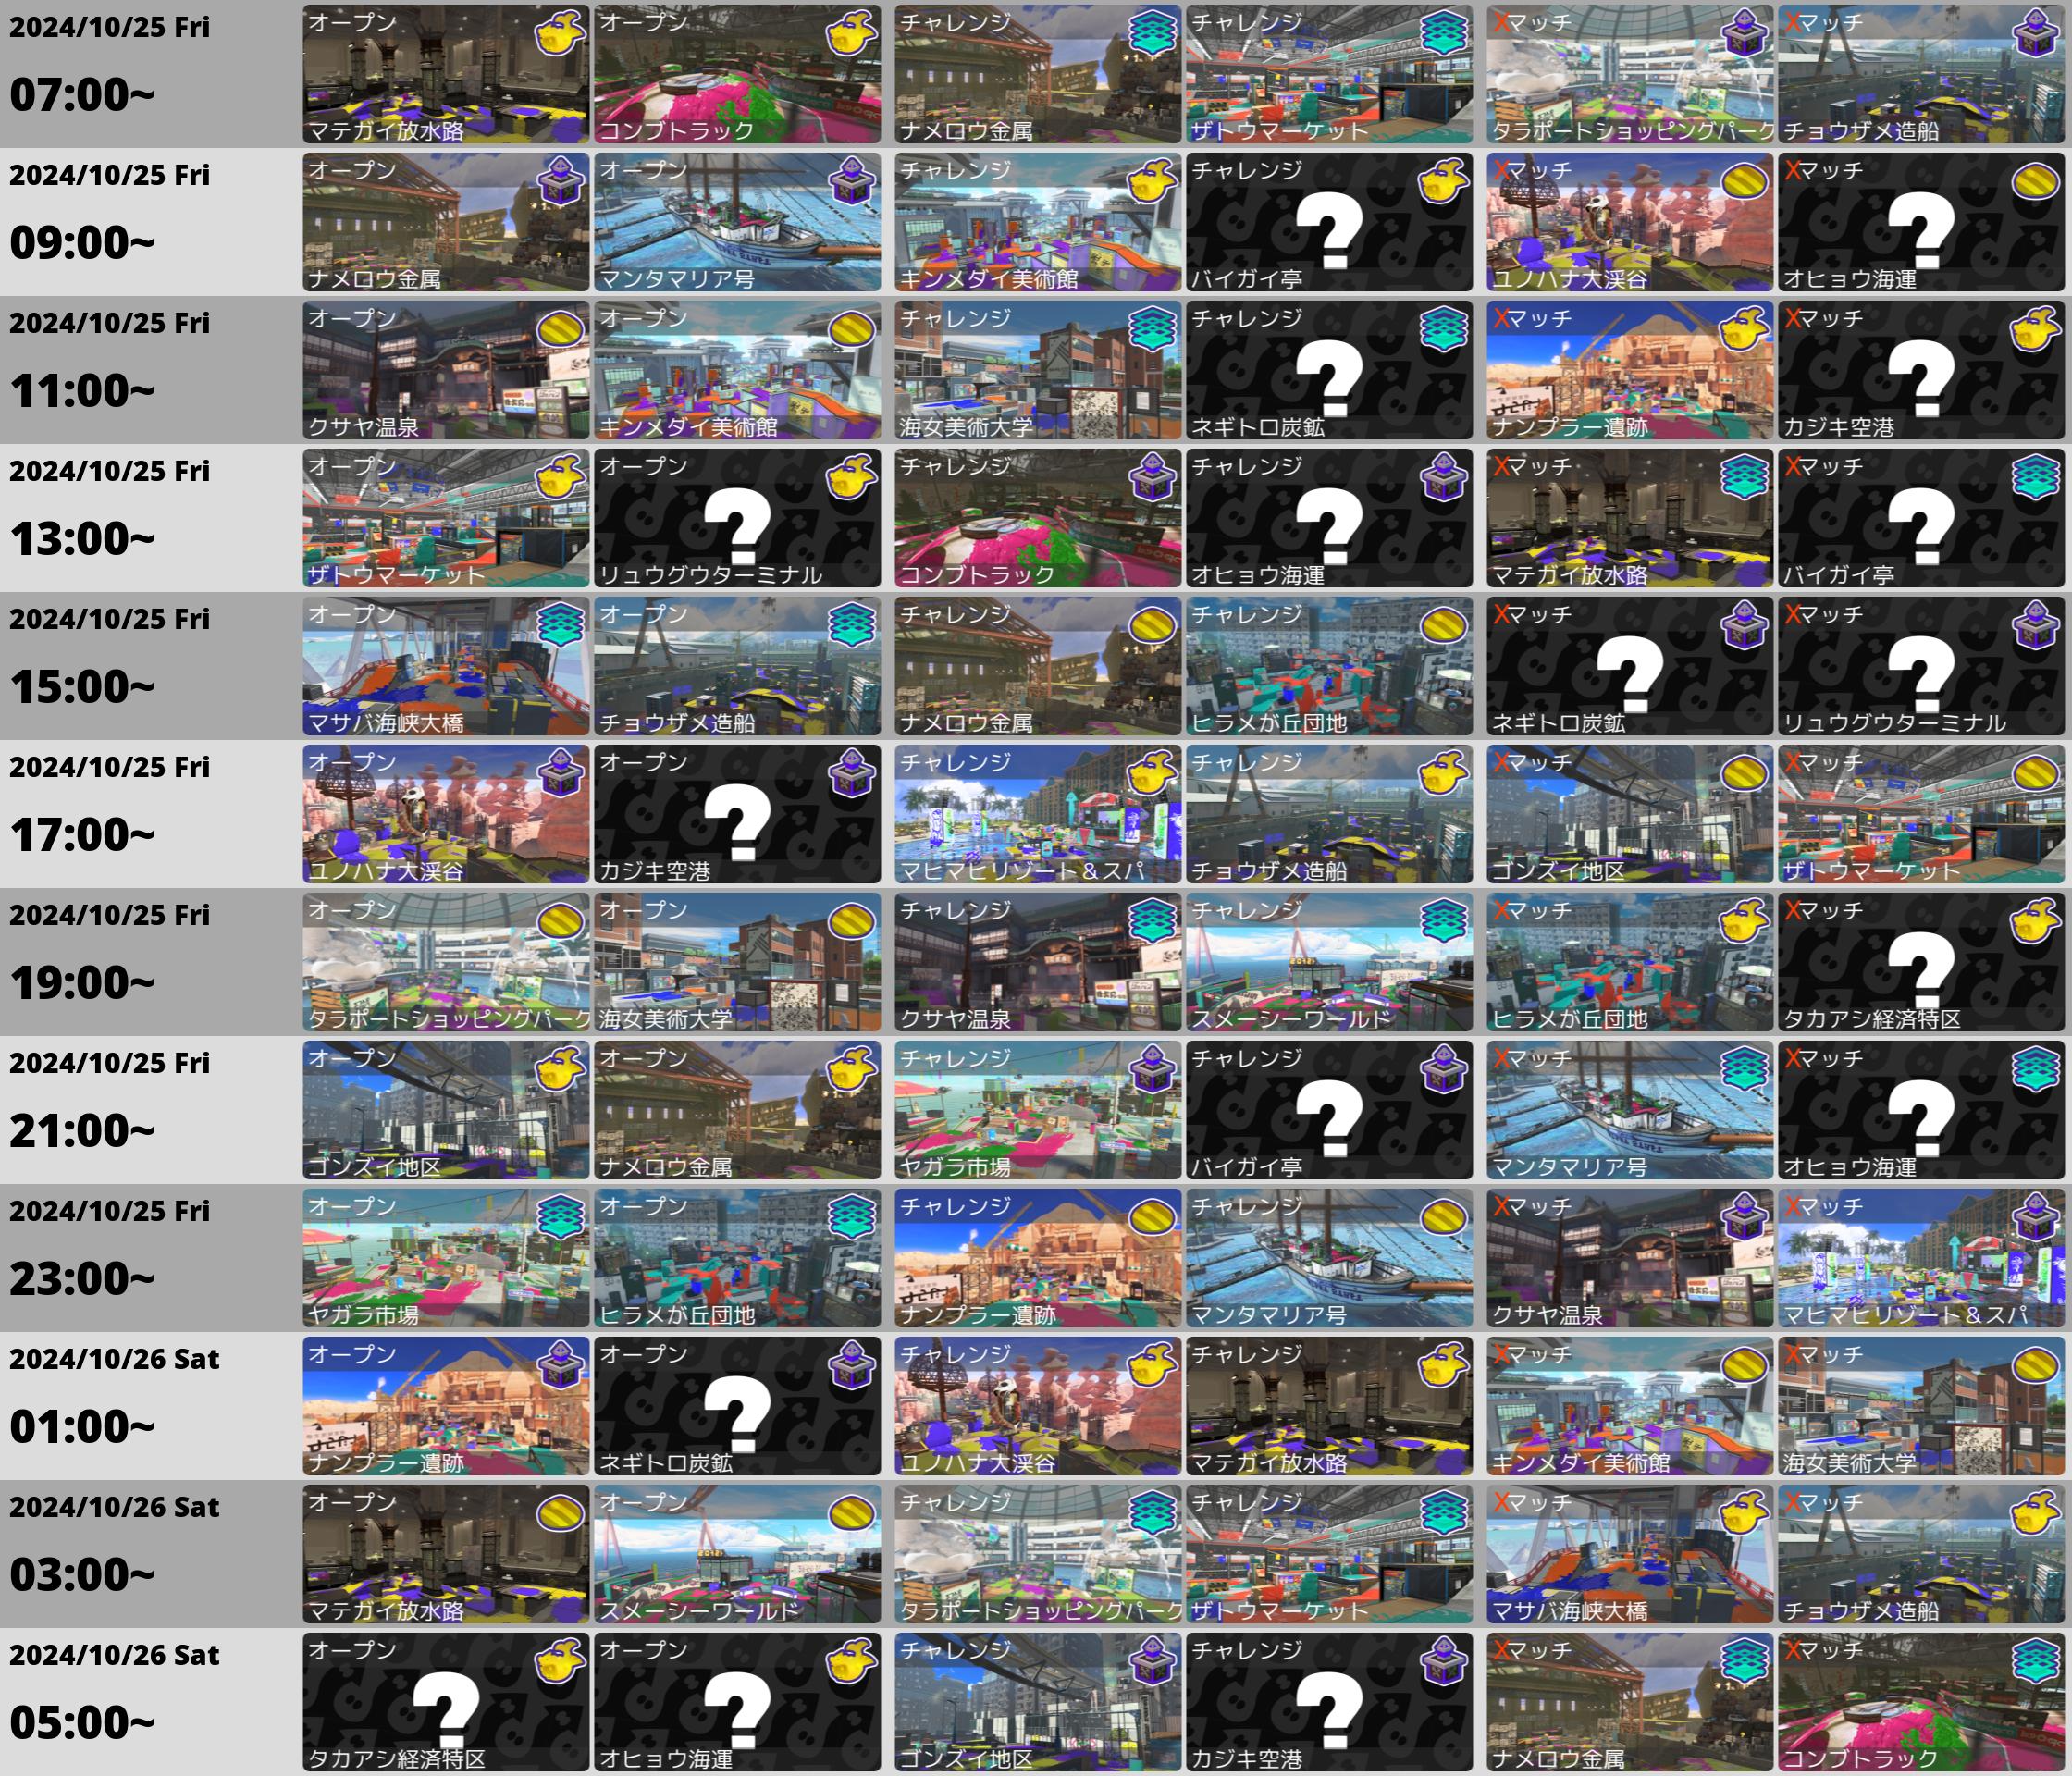 2024/10/25 Fri
07:00~
オープン オープン チャレンジ チャレンジ Xマッチ Xマッチ
マテガイ放水路 コンブトラック ナメロウ金属 ザトウマーケット タラポートショッピングパーク チョウザメ造船
2024/10/25 Fri
09:00~
オープン オープン チャレンジ チャレンジ Xマッチ Xマッチ
ナメロウ金属 マンタマリア号 キンメダイ美術館 バイガイ亭 ユノハナ大渓谷 オヒョウ海運
2024/10/25 Fri
11:00~
オープン オープン チャレンジ チャレンジ Xマッチ Xマッチ
クサヤ温泉 キンメダイ美術館 海女美術大学 ネギトロ炭鉱 ナンプラー遺跡 カジキ空港
2024/10/25 Fri
13:00~
オープン オープン チャレンジ チャレンジ Xマッチ Xマッチ
ザトウマーケット リュウグウターミナル コンブトラック オヒョウ海運 マテガイ放水路 バイガイ亭
2024/10/25 Fri
15:00~
オープン オープン チャレンジ チャレンジ Xマッチ Xマッチ
マサバ海峡大橋 チョウザメ造船 ナメロウ金属 ヒラメが丘団地 ネギトロ炭鉱 リュウグウターミナル
2024/10/25 Fri
17:00~
オープン オープン チャレンジ チャレンジ Xマッチ Xマッチ
ユノハナ大渓谷 カジキ空港 マヒマヒリゾート&スパ チョウザメ造船 ゴンズイ地区 ザトウマーケット
2024/10/25 Fri
19:00~
オープン オープン チャレンジ チャレンジ Xマッチ Xマッチ
タラポートショッピングパーク 海女美術大学 クサヤ温泉 スメーシーワールド ヒラメが丘団地 タカアシ経済特区
2024/10/25 Fri
21:00~
オープン オープン チャレンジ チャレンジ Xマッチ Xマッチ
ゴンズイ地区 ナメロウ金属 ヤガラ市場 バイガイ亭 マンタマリア号 オヒョウ海運
2024/10/25 Fri
23:00~
オープン オープン チャレンジ チャレンジ Xマッチ Xマッチ
ヤガラ市場 ヒラメが丘団地 ナンプラー遺跡 マンタマリア号 クサヤ温泉 マヒマヒリゾート&スパ
2024/10/26 Sat
01:00~
オープン オープン チャレンジ チャレンジ Xマッチ Xマッチ
ナンプラー遺跡 ネギトロ炭鉱 ユノハナ大渓谷 マテガイ放水路 キンメダイ美術館 海女美術大学
2024/10/26 Sat
03:00~
オープン オープン チャレンジ チャレンジ Xマッチ Xマッチ
マテガイ放水路 スメーシーワールド タラポートショッピングパーク ザトウマーケット マサバ海峡大橋 チョウザメ造船
2024/10/26 Sat
05:00~
オープン オープン チャレンジ チャレンジ Xマッチ Xマッチ
タカアシ経済特区 オヒョウ海運 ゴンズイ地区 カジキ空港 ナメロウ金属 コンブトラック